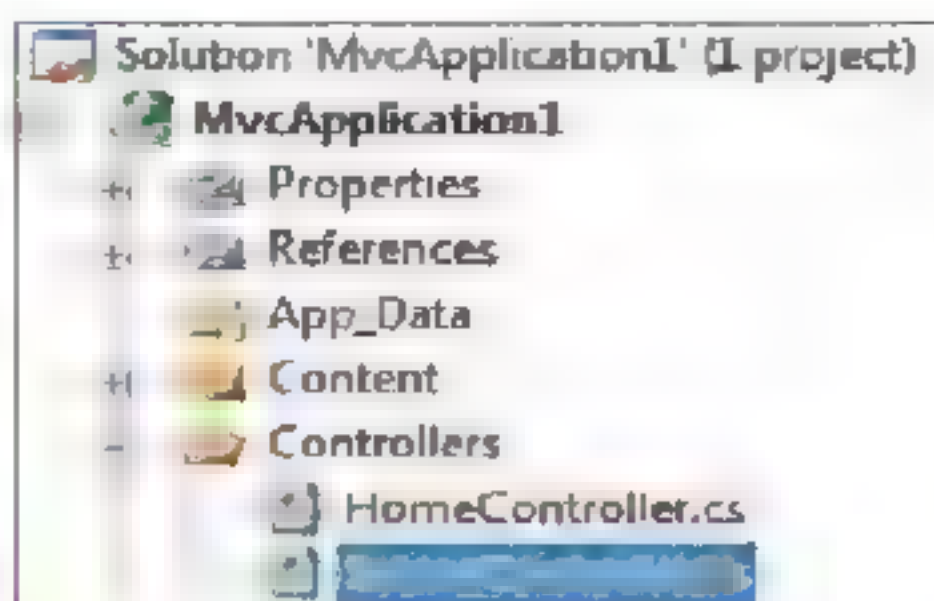 Solution 'MvcApplication1' (1 project)
MvcApplication1
Properties
References
App_Data
Content
Controllers
HomeController.cs